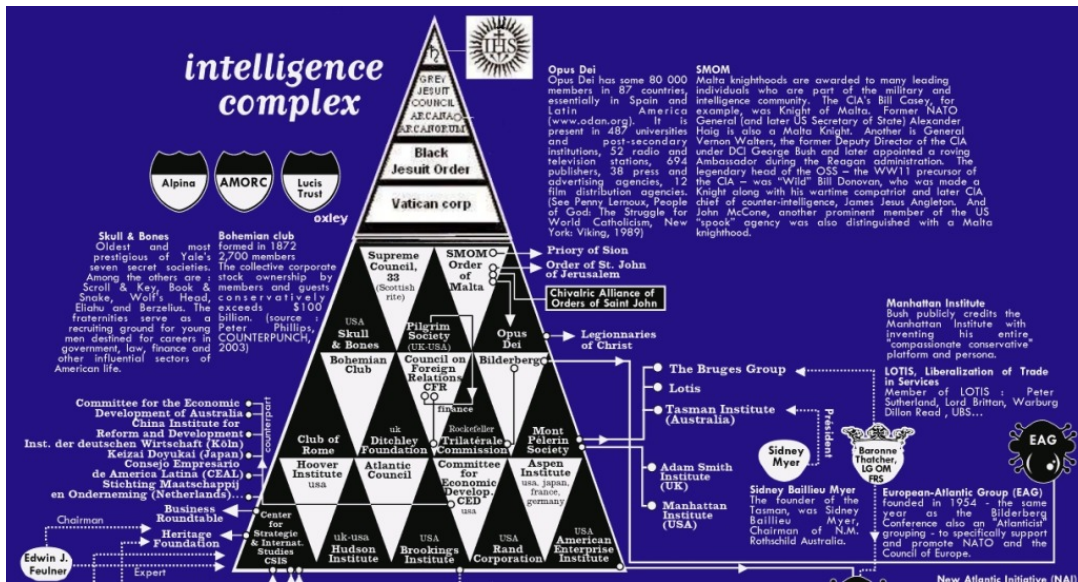 intelligence
complex
♄
GREY
JESUIT
COUNCIL
ARCANA
ARCANORUM
IHS
Black
Jesuit Order
Vatican corp
Alpina
AMORC
Lucis
Trust
oxley
Opus Dei
Opus Dei has some 80 000
members in 87 countries,
essentially in Spain and
Latin America
(www.odan.org). It is
present in 487 universities
and post-secondary
institutions, 52 radio and
television stations, 694
publishers, 38 press and
advertising agencies, 12
film distribution agencies.
(See Penny Lernoux, People
of God: The Struggle for
World Catholicism, New
York: Viking, 1989)
SMOM
Malta knighthoods are awarded to many leading
individuals who are part of the military and
intelligence community. The CIA's Bill Casey, for
example, was Knight of Malta. Former NATO
General (and later US Secretary of State) Alexander
Haig is also a Malta Knight. Another is General
Vernon Walters, the former Deputy Director of the CIA
under DCI George Bush and later appointed a roving
Ambassador during the Reagan administration. The
legendary head of the OSS – the WW11 precursor of
the CIA – was "Wild" Bill Donovan, who was made a
Knight along with his wartime compatriot and later CIA
chief of counter-intelligence, James Jesus Angleton. And
John McCone, another prominent member of the US
"spook" agency was also distinguished with a Malta
knighthood.
Skull & Bones
Oldest and most
prestigious of Yale's
seven secret societies.
Among the others are :
Scroll & Key, Book &
Snake, Wolf's Head,
Eliahu and Berzelius. The
fraternities serve as a
recruiting ground for young
men destined for careers in
government, law, finance and
other influential sectors of
American life.
Bohemian club
formed in 1872
2,700 members
The collective corporate
stock ownership by
members and guests
conservatively
exceeds $100
billion. (source :
Peter Phillips,
COUNTERPUNCH,
2003)
Supreme
Council,
33
(Scottish
rite)
SMOM
Order
of
Malta
Priory of Sion
Order of St. John
of Jerusalem
Chivalric Alliance of
Orders of Saint John
USA
Skull
& Bones
Pilgrim
Society
(UK-USA)
Opus
Dei
Legionnaries
of Christ
Bohemian
Club
Council on
Foreign
Relations
CFR
Bilderberg
finance
Club of
Rome
uk
Ditchley
Foundation
Rockefeller
Trilatérale
Commission
Mont
Pèlerin
Society
The Bruges Group
Lotis
Tasman Institute
(Australia)
Adam Smith
Institute
(UK)
Manhattan
Institute
(USA)
Manhattan Institute
Bush publicly credits the
Manhattan Institute with
inventing his entire
"compassionate conservative"
platform and persona.
LOTIS, Liberalization of Trade
in Services
Member of LOTIS : Peter
Sutherland, Lord Brittan, Warburg
Dillon Read , UBS...
Président
Sidney
Myer
Baronne
Thatcher,
LG OM
FRS
EAG
Sidney Baillieu Myer
The founder of the
Tasman, was Sidney
Baillieu Myer,
Chairman of N.M.
Rothschild Australia.
European-Atlantic Group (EAG)
founded in 1954 - the same
year as the Bilderberg
Conference also an "Atlanticist"
grouping - to specifically support
and promote NATO and the
Council of Europe.
New Atlantic Initiative (NAI)
Committee for the Economic
Development of Australia
China Institute for
Reform and Development
Inst. der deutschen Wirtschaft (Köln)
Keizai Doyukai (Japan)
Consejo Empresario
de America Latina (CEAL)
Stichting Maatschappij
en Onderneming (Netherlands)...
counterpart
Business
Roundtable
Heritage
Foundation
Chairman
Edwin J.
Feulner
Expert
Hoover
Institute
usa
Atlantic
Council
Committee
for
Economic
Develop.
CED
usa
Aspen
Institute
usa, japan,
france,
germany
Center
for
Strategie
& Internat.
Studies
CSIS
uk-usa
Hudson
Institute
USA
Brookings
Institute
USA
Rand
Corporation
USA
American
Enterprise
Institute